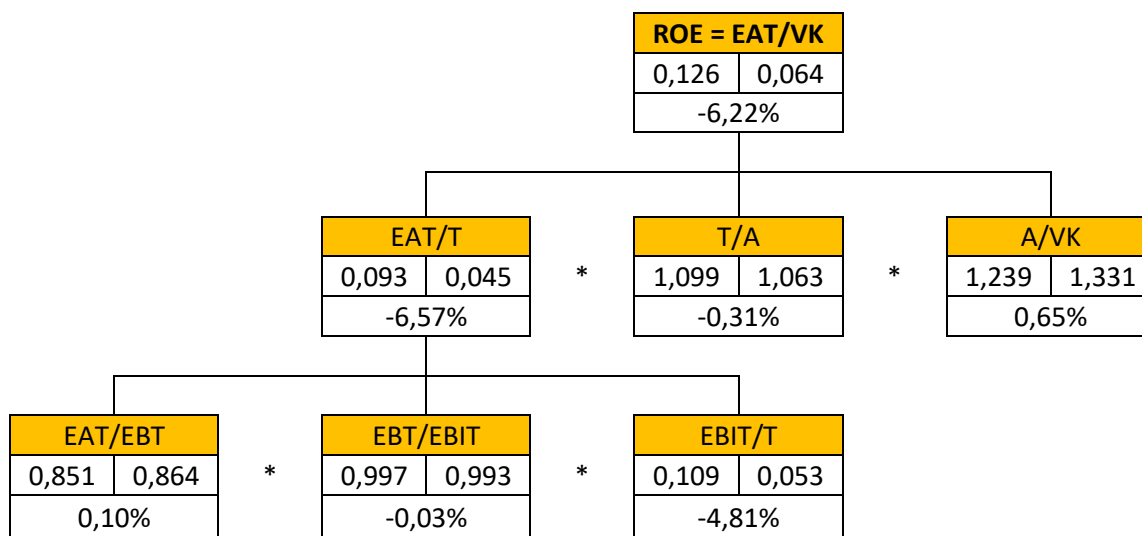 ROE = EAT/VK
0,126 0,064
-6,22%
EAT/T T/A A/VK
0,093 0,045 * 1,099 1,063 * 1,239 1,331
-6,57% -0,31% 0,65%
EAT/EBT EBT/EBIT EBIT/T
0,851 0,864 * 0,997 0,993 * 0,109 0,053
0,10% -0,03% -4,81%